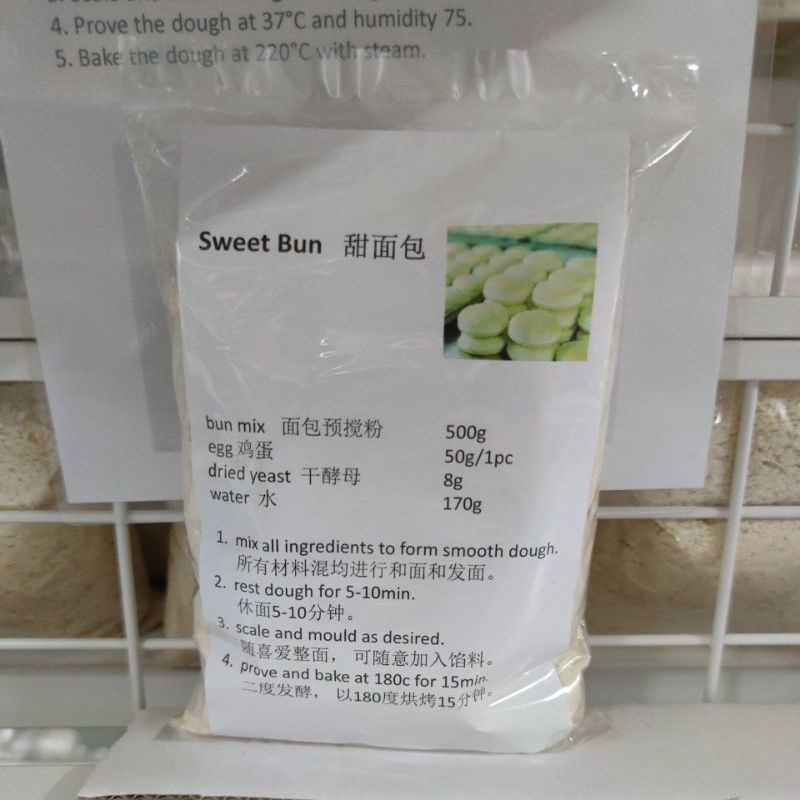 4. Prove the dough at 37°C and humidity 75.
5. Bake the dough at 220°C with steam.
Sweet Bun 甜面包
bun mix 面包预搅粉 500g
egg 鸡蛋 50g/1pc
dried yeast 干酵母 8g
water 水 170g
1. mix all ingredients to form smooth dough.
所有材料混均进行和面和发面。
2. rest dough for 5-10min.
休面5-10分钟。
3. scale and mould as desired.
随喜爱整面， 可随意加入馅料。
4. prove and bake at 180c for 15min.
二度发酵， 以180度烘烤15分钟。